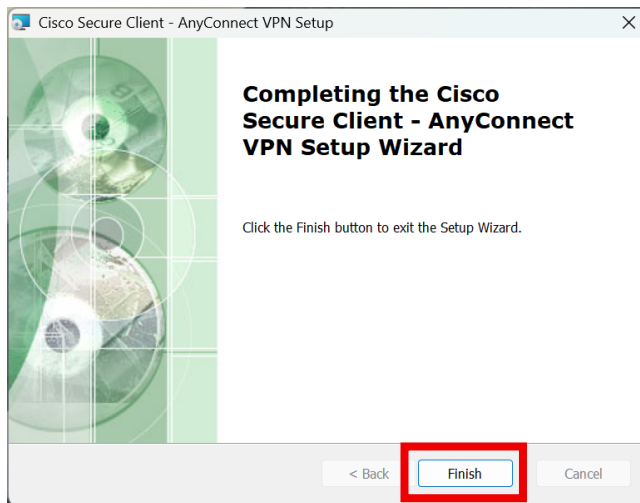 Cisco Secure Client - AnyConnect VPN Setup
Completing the Cisco
Secure Client - AnyConnect
VPN Setup Wizard
Click the Finish button to exit the Setup Wizard.
< Back
Finish
Cancel